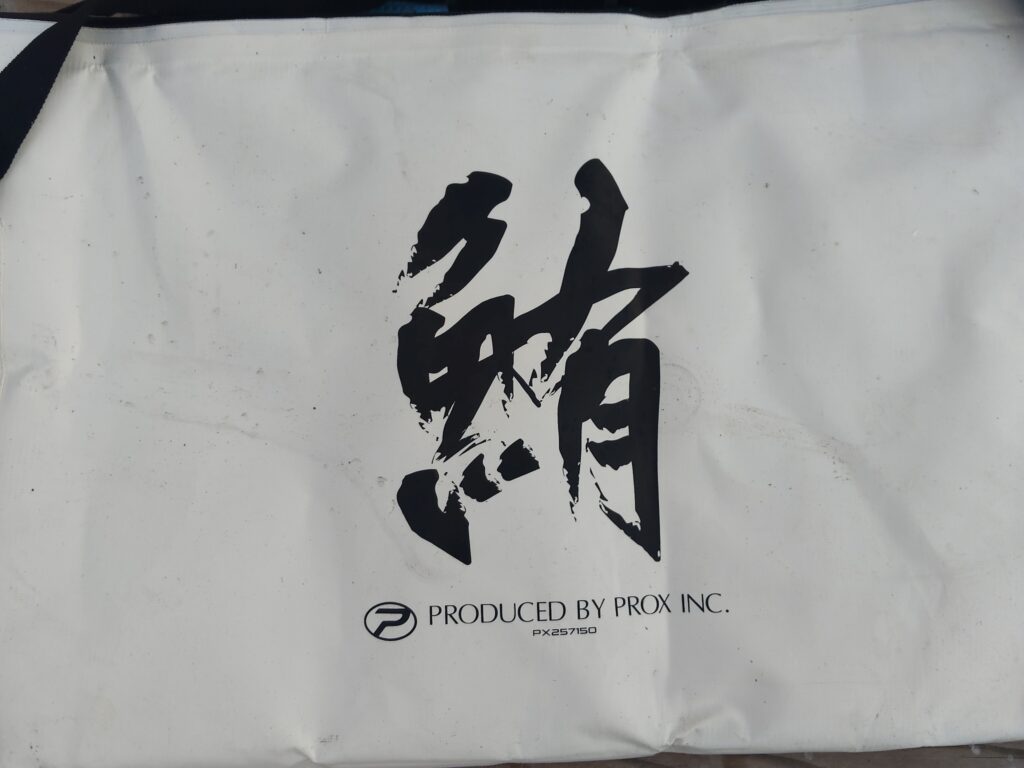 鮪
PRODUCED BY PROX INC.
PX257150